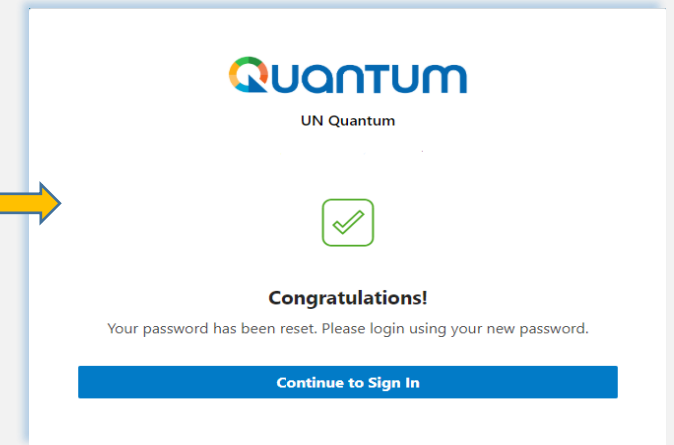 QUANTUM
UN Quantum
Congratulations!
Your password has been reset. Please login using your new password.
Continue to Sign In